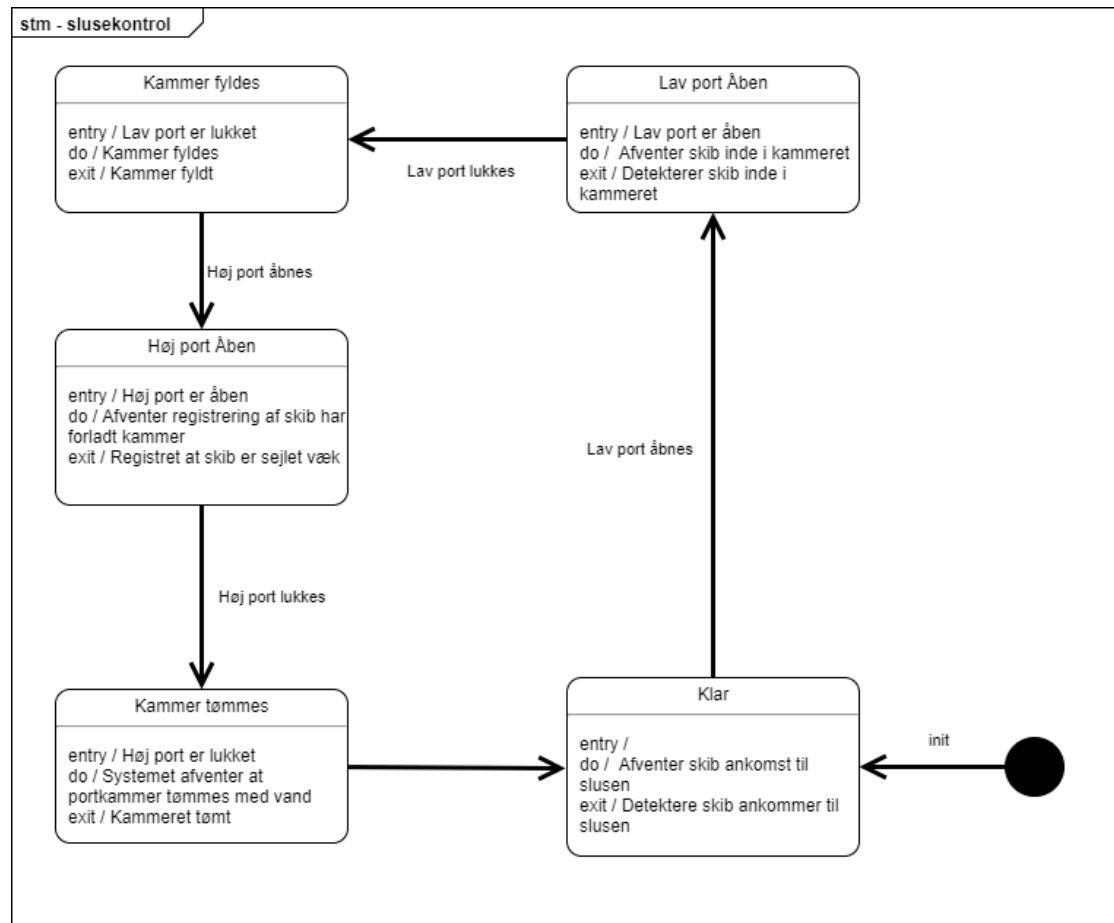 stm - slusekontrol
Kammer fyldes
entry / Lav port er lukket
do / Kammer fyldes
exit / Kammer fyldt
Lav port lukkes
Lav port Åben
entry / Lav port er åben
do /  Afventer skib inde i kammeret
exit / Detekterer skib inde i
kammeret
Høj port åbnes
Høj port Åben
entry / Høj port er åben
do / Afventer registrering af skib har
forladt kammer
exit / Registret at skib er sejlet væk
Lav port åbnes
Høj port lukkes
Kammer tømmes
entry / Høj port er lukket
do / Systemet afventer at
portkammer tømmes med vand
exit / Kammeret tømt
Klar
entry /
do /  Afventer skib ankomst til
slusen
exit / Detektere skib ankommer til
slusen
init